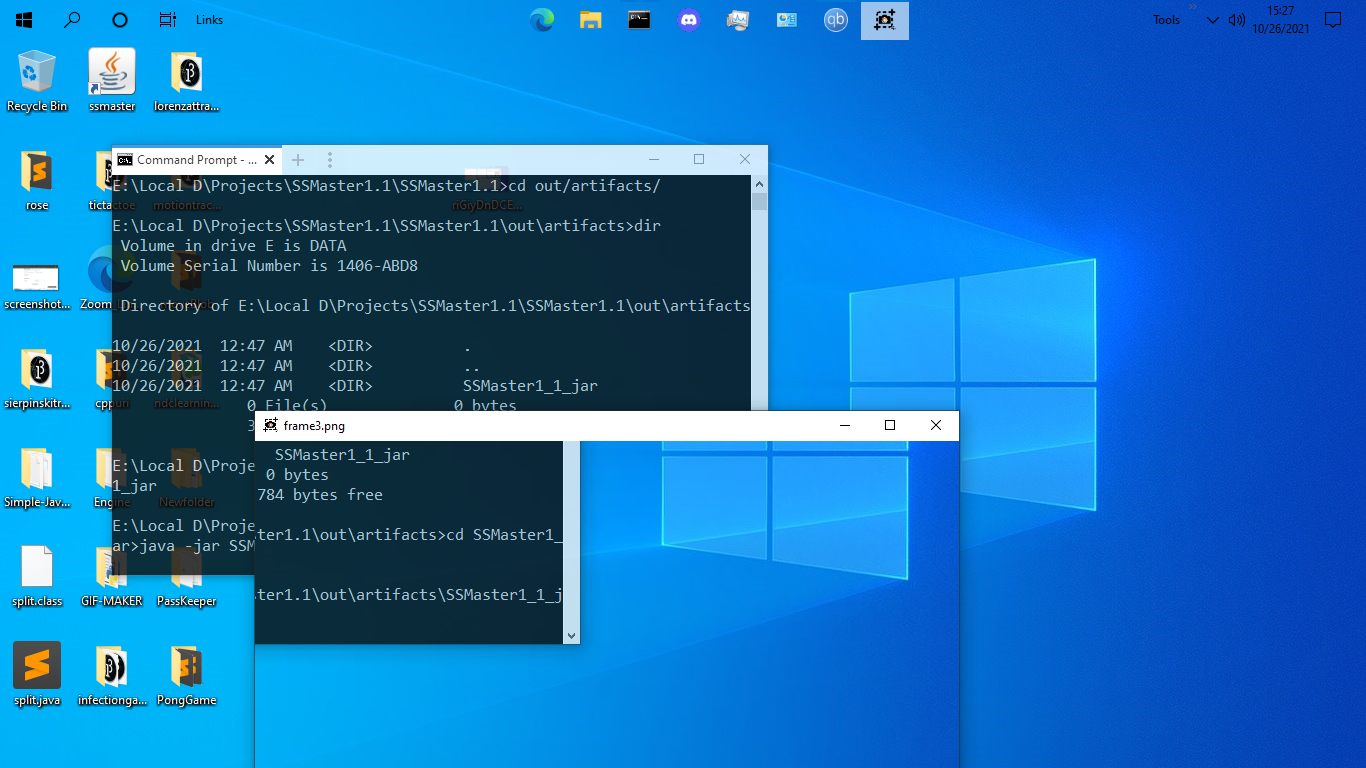 Links
Tools
15:27
10/26/2021
Recycle Bin
ssmaster
lorenzattra...
rose
tictactoe
motiontrac...
riGiyDnDCE...
screenshot...
Zoom
sierpinskitr...
cppuri
Simple-Jav...
Engine
Newfolder
split.class
GIF-MAKER
PassKeeper
split.java
infectionga...
PongGame
Command Prompt - ...
E:\Local D\Projects\SSMaster1.1\SSMaster1.1>cd out/artifacts/
E:\Local D\Projects\SSMaster1.1\SSMaster1.1\out\artifacts>dir
Volume in drive E is DATA
Volume Serial Number is 1406-ABD8
Directory of E:\Local D\Projects\SSMaster1.1\SSMaster1.1\out\artifacts
10/26/2021 12:47 AM <DIR> .
10/26/2021 12:47 AM <DIR> ..
10/26/2021 12:47 AM <DIR> SSMaster1_1_jar
0 File(s) 0 bytes
3
E:\Local D\Proje
1_jar
E:\Local D\Proje
ar>java -jar SSM
frame3.png
SSMaster1_1_jar
0 bytes
784 bytes free
ster1.1\out\artifacts>cd SSMaster1_
ster1.1\out\artifacts\SSMaster1_1_j